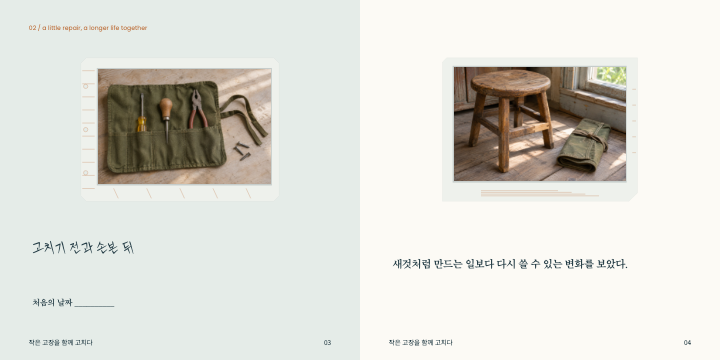 02 / a little repair, a longer life together
고치기 전과 손본 뒤
처음의 날짜 ________
작은 고장을 함께 고치다
03
새것처럼 만드는 일보다 다시 쓸 수 있는 변화를 보았다.
작은 고장을 함께 고치다
04